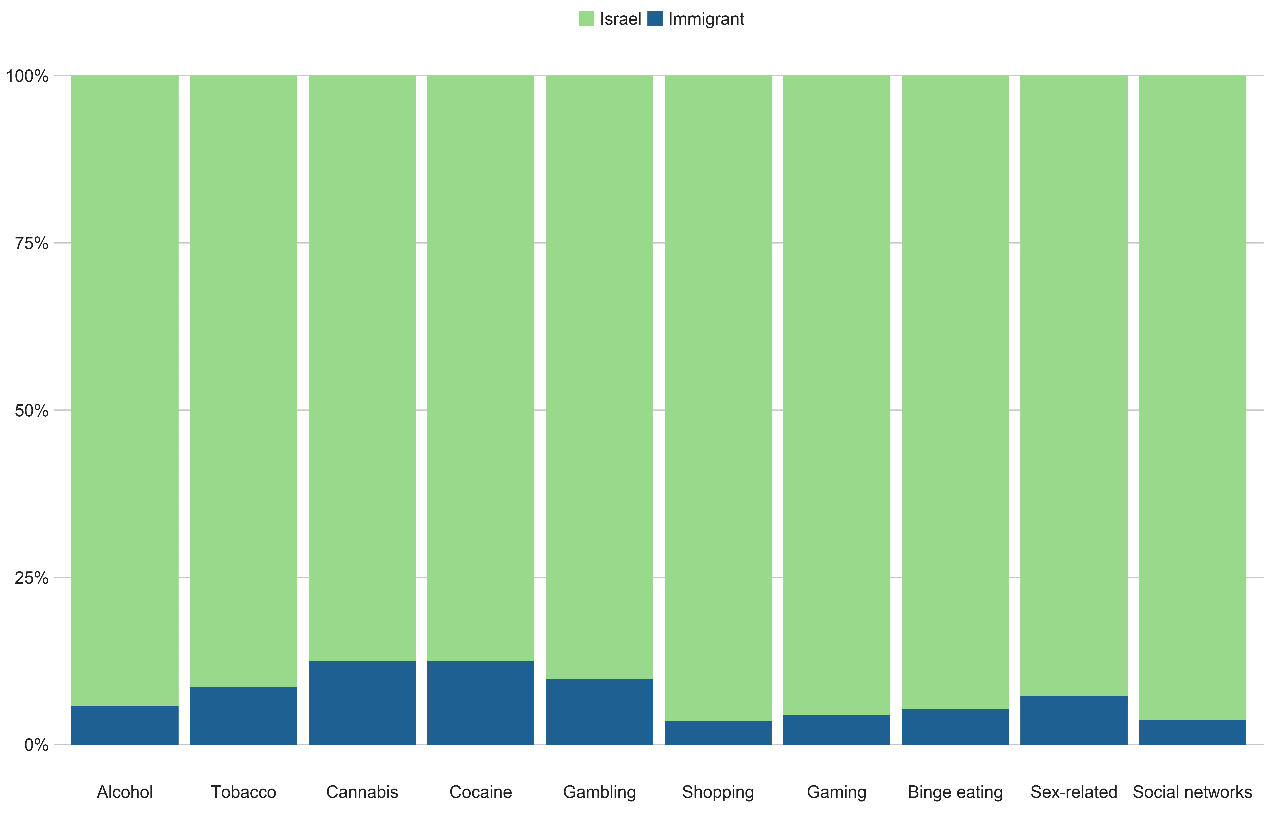 Israel Immigrant
100%
75%
50%
25%
0%
Alcohol Tobacco Cannabis Cocaine Gambling Shopping Gaming Binge eating Sex-related Social networks